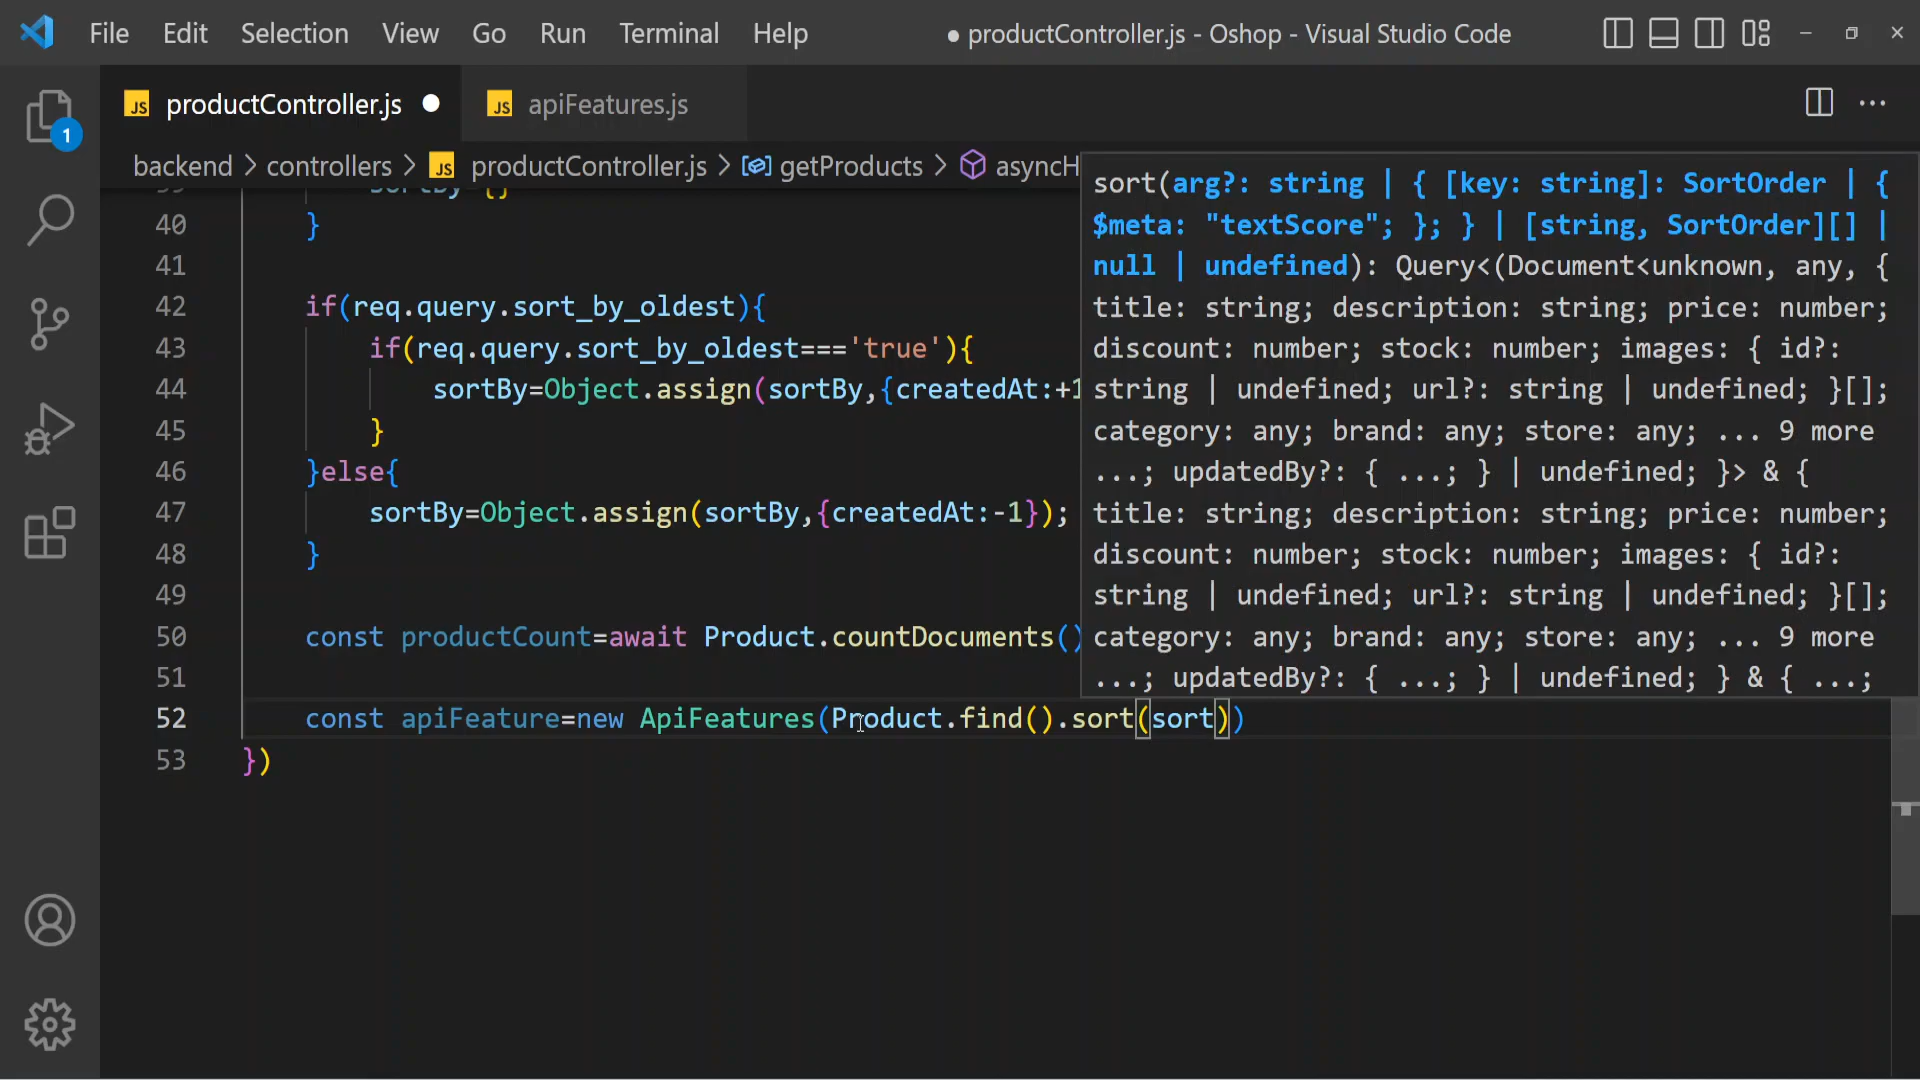 File Edit Selection View Go Run Terminal Help ● productController.js - Oshop - Visual Studio Code
JS productController.js ● JS apiFeatures.js ...
1
backend > controllers > JS productController.js > getProducts > asyncH
39 sortBy={}
40 }
41
42 if(req.query.sort_by_oldest){
43 if(req.query.sort_by_oldest==='true'){
44 sortBy=Object.assign(sortBy,{createdAt:+1
45 }
46 }else{
47 sortBy=Object.assign(sortBy,{createdAt:-1});
48 }
49
50 const productCount=await Product.countDocuments()
51
52 const apiFeature=new ApiFeatures(Product.find().sort(sort))
53 })
sort(arg?: string | { [key: string]: SortOrder | {
$meta: "textScore"; }; } | [string, SortOrder][] |
null | undefined): Query<(Document<unknown, any, {
title: string; description: string; price: number;
discount: number; stock: number; images: { id?:
string | undefined; url?: string | undefined; }[];
category: any; brand: any; store: any; ... 9 more
...; updatedBy?: { ...; } | undefined; }> & {
title: string; description: string; price: number;
discount: number; stock: number; images: { id?:
string | undefined; url?: string | undefined; }[];
category: any; brand: any; store: any; ... 9 more
...; updatedBy?: { ...; } | undefined; } & { ...;